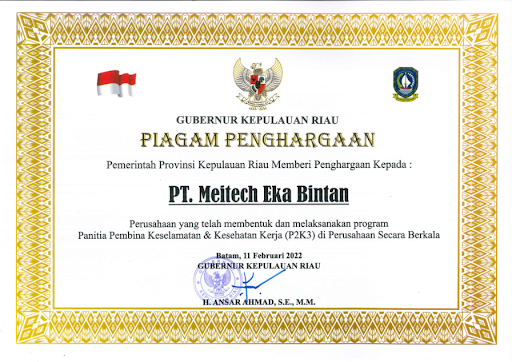 GUBERNUR KEPULAUAN RIAU
PIAGAM PENGHARGAAN
Pemerintah Provinsi Kepulauan Riau Memberi Penghargaan Kepada :
PT. Meitech Eka Bintan
Perusahaan yang telah membentuk dan melaksanakan program
Panitia Pembina Keselamatan & Kesehatan Kerja (P2K3) di Perusahaan Secara Berkala
Batam, 11 Februari 2022
GUBERNUR KEPULAUAN RIAU
H. ANSAR AHMAD, S.E., M.M.